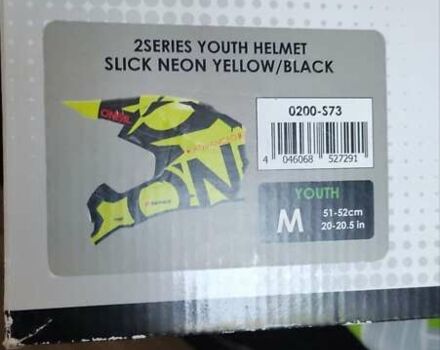 2SERIES YOUTH HELMET
SLICK NEON YELLOW/BLACK
ONEAL
0200-S73
4 046068 527291
YOUTH
M
51-52cm
20-20.5 in